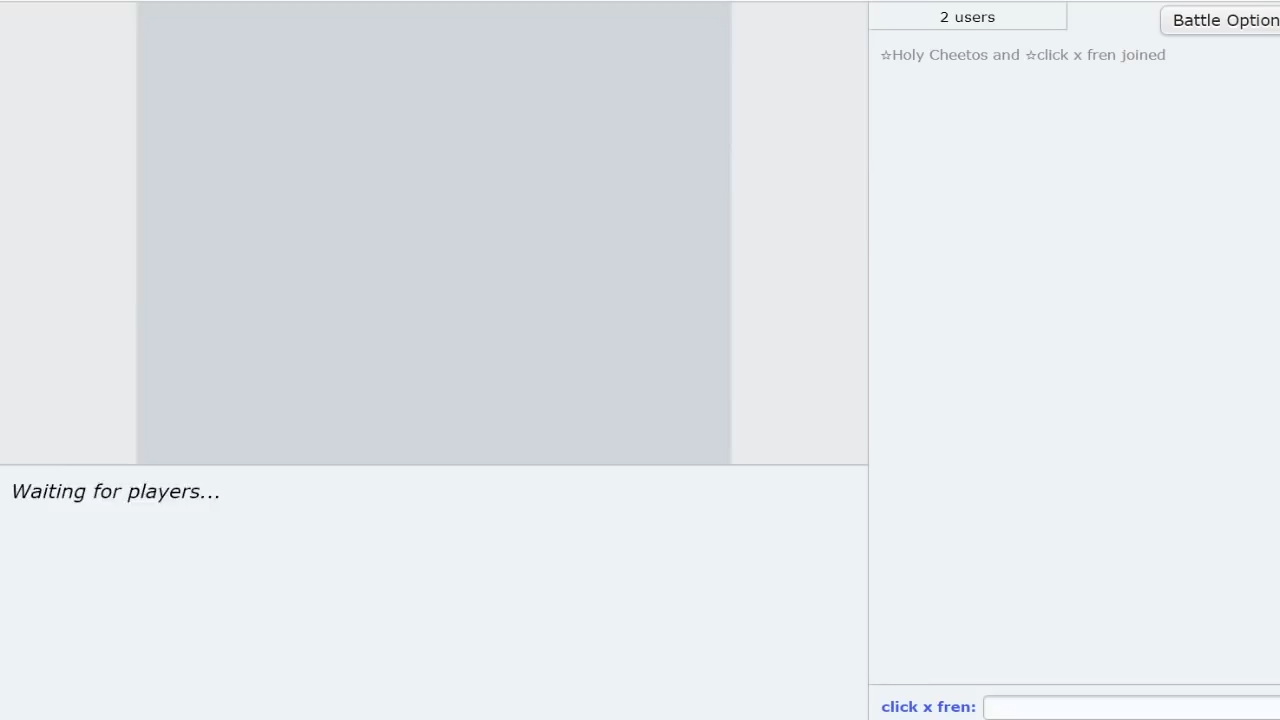 2 users
Battle Option
☆Holy Cheetos and ☆click x fren joined
Waiting for players...
click x fren: